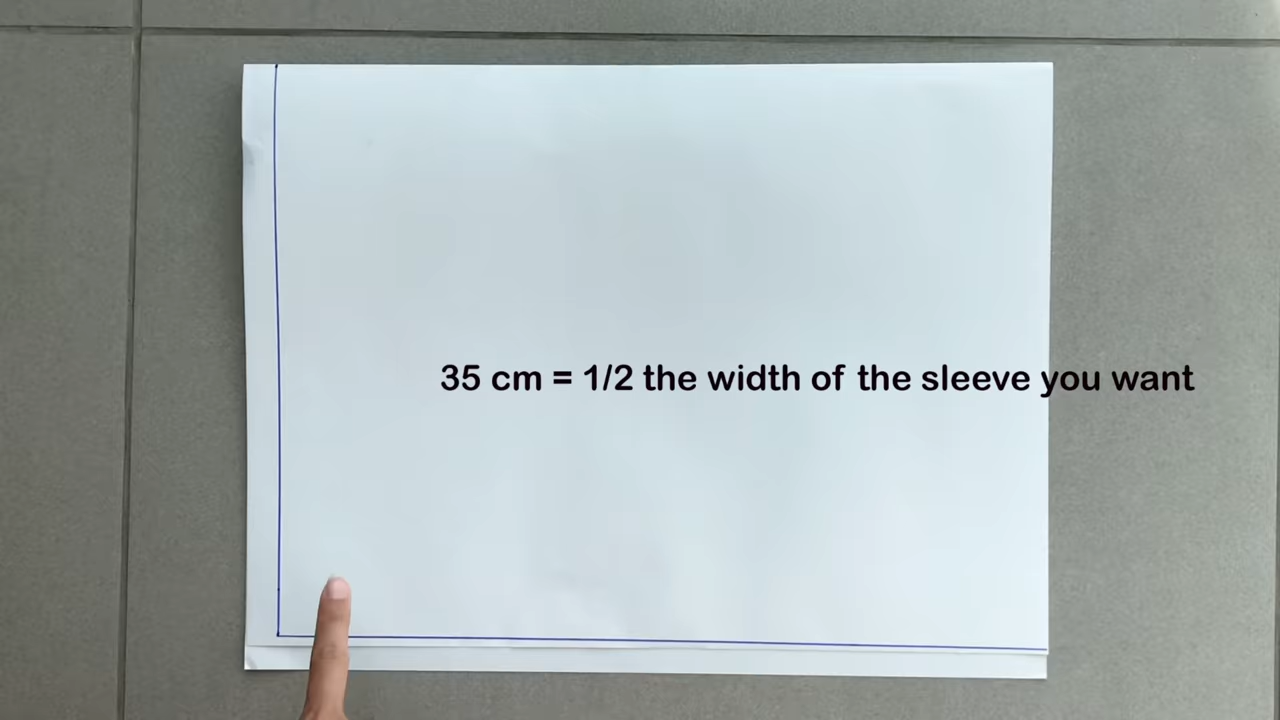 35 cm = 1/2 the width of the sleeve you want